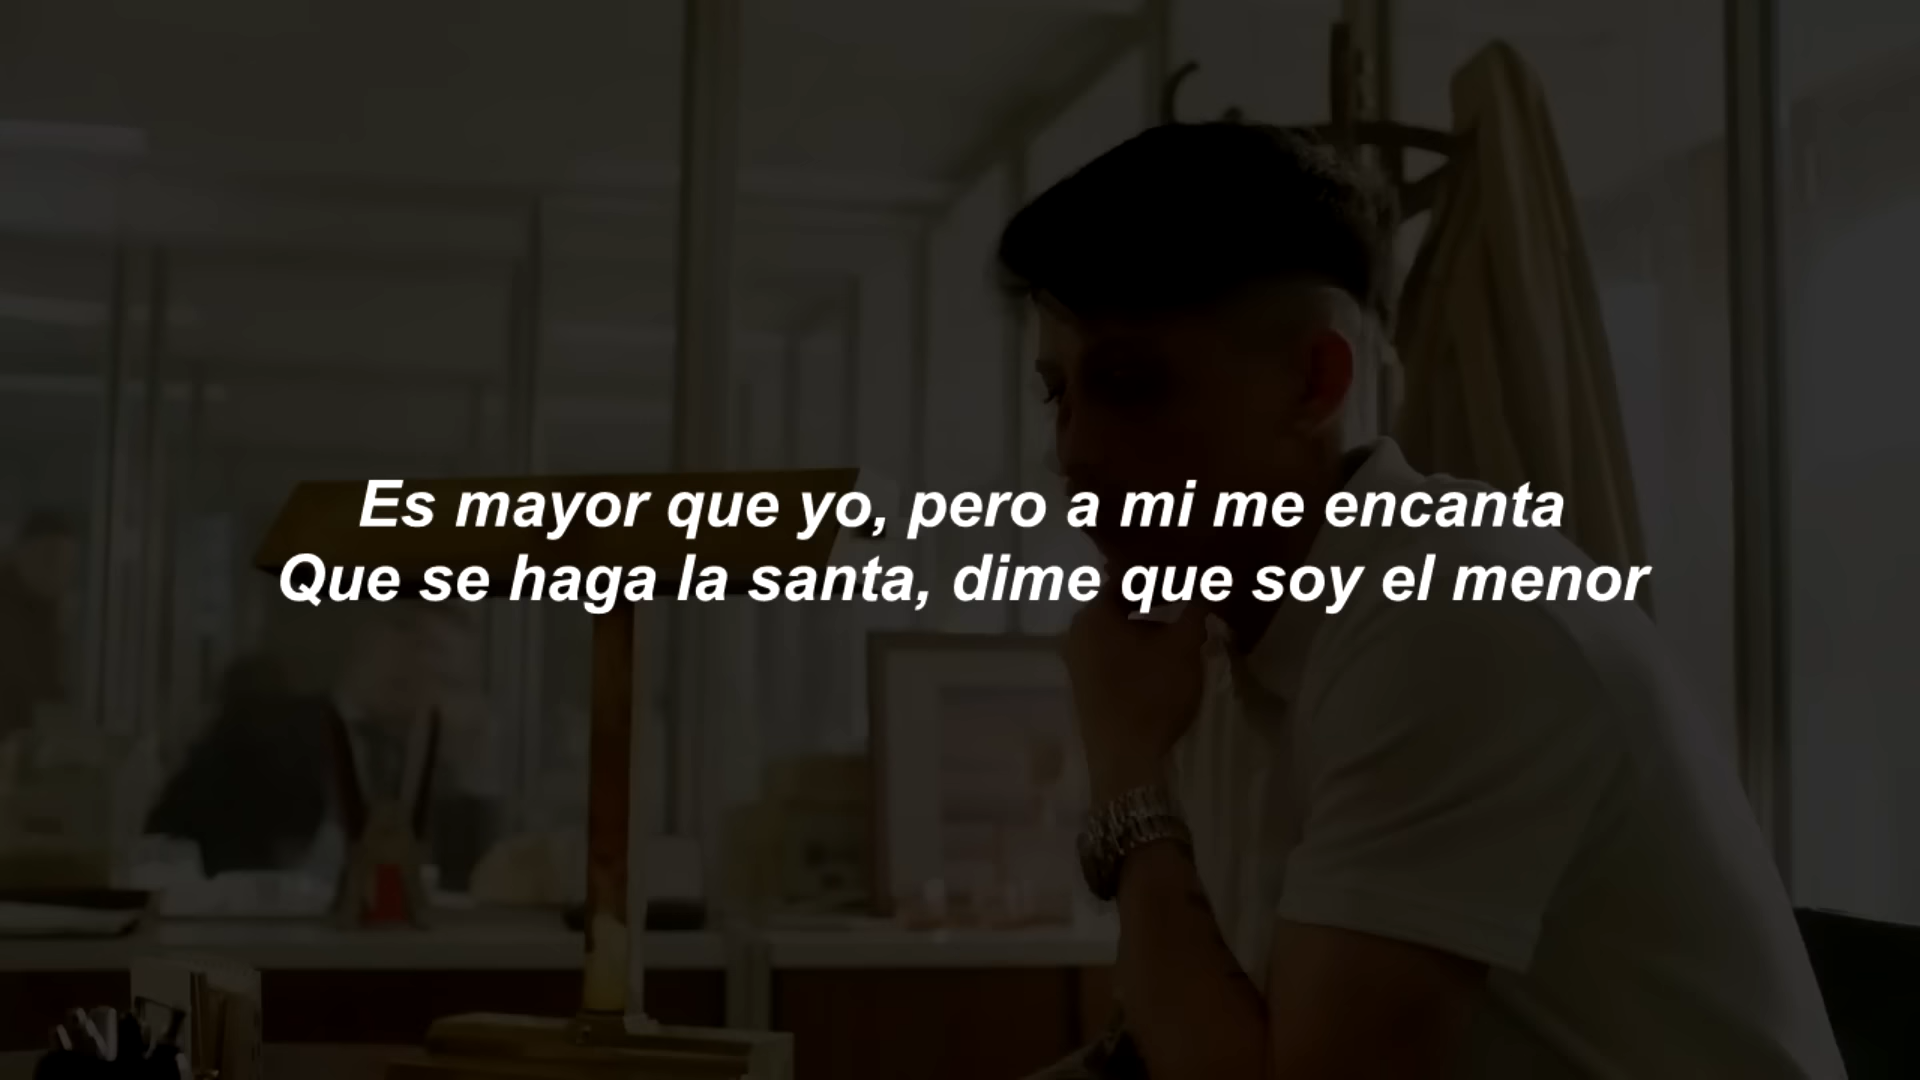 Es mayor que yo, pero a mi me encanta
Que se haga la santa, dime que soy el menor